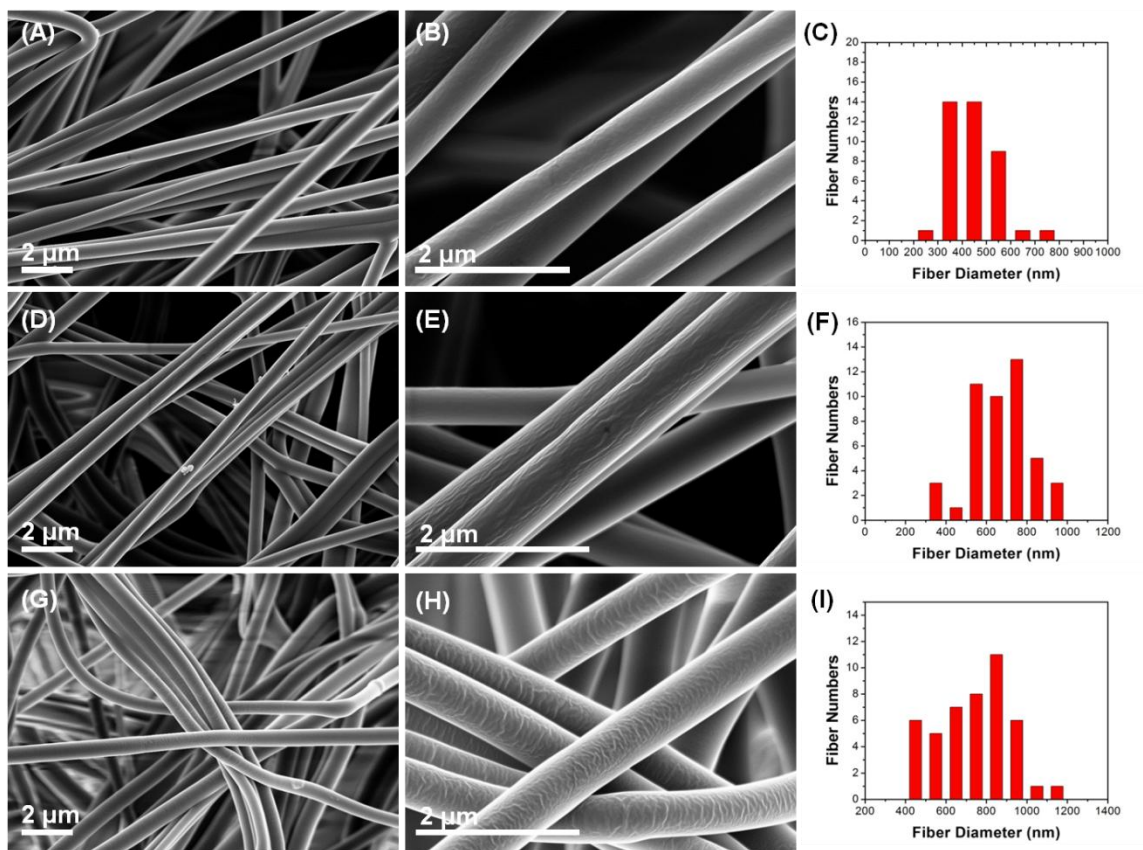 (A)
2 µm
(B)
2 µm
(C)
20
18
16
14
12
10
8
6
4
2
0
Fiber Numbers
0 100 200 300 400 500 600 700 800 900 1000
Fiber Diameter (nm)
(D)
2 µm
(E)
2 µm
(F)
16
14
12
10
8
6
4
2
0
Fiber Numbers
0 200 400 600 800 1000 1200
Fiber Diameter (nm)
(G)
2 µm
(H)
2 µm
(I)
14
12
10
8
6
4
2
0
Fiber Numbers
200 400 600 800 1000 1200 1400
Fiber Diameter (nm)